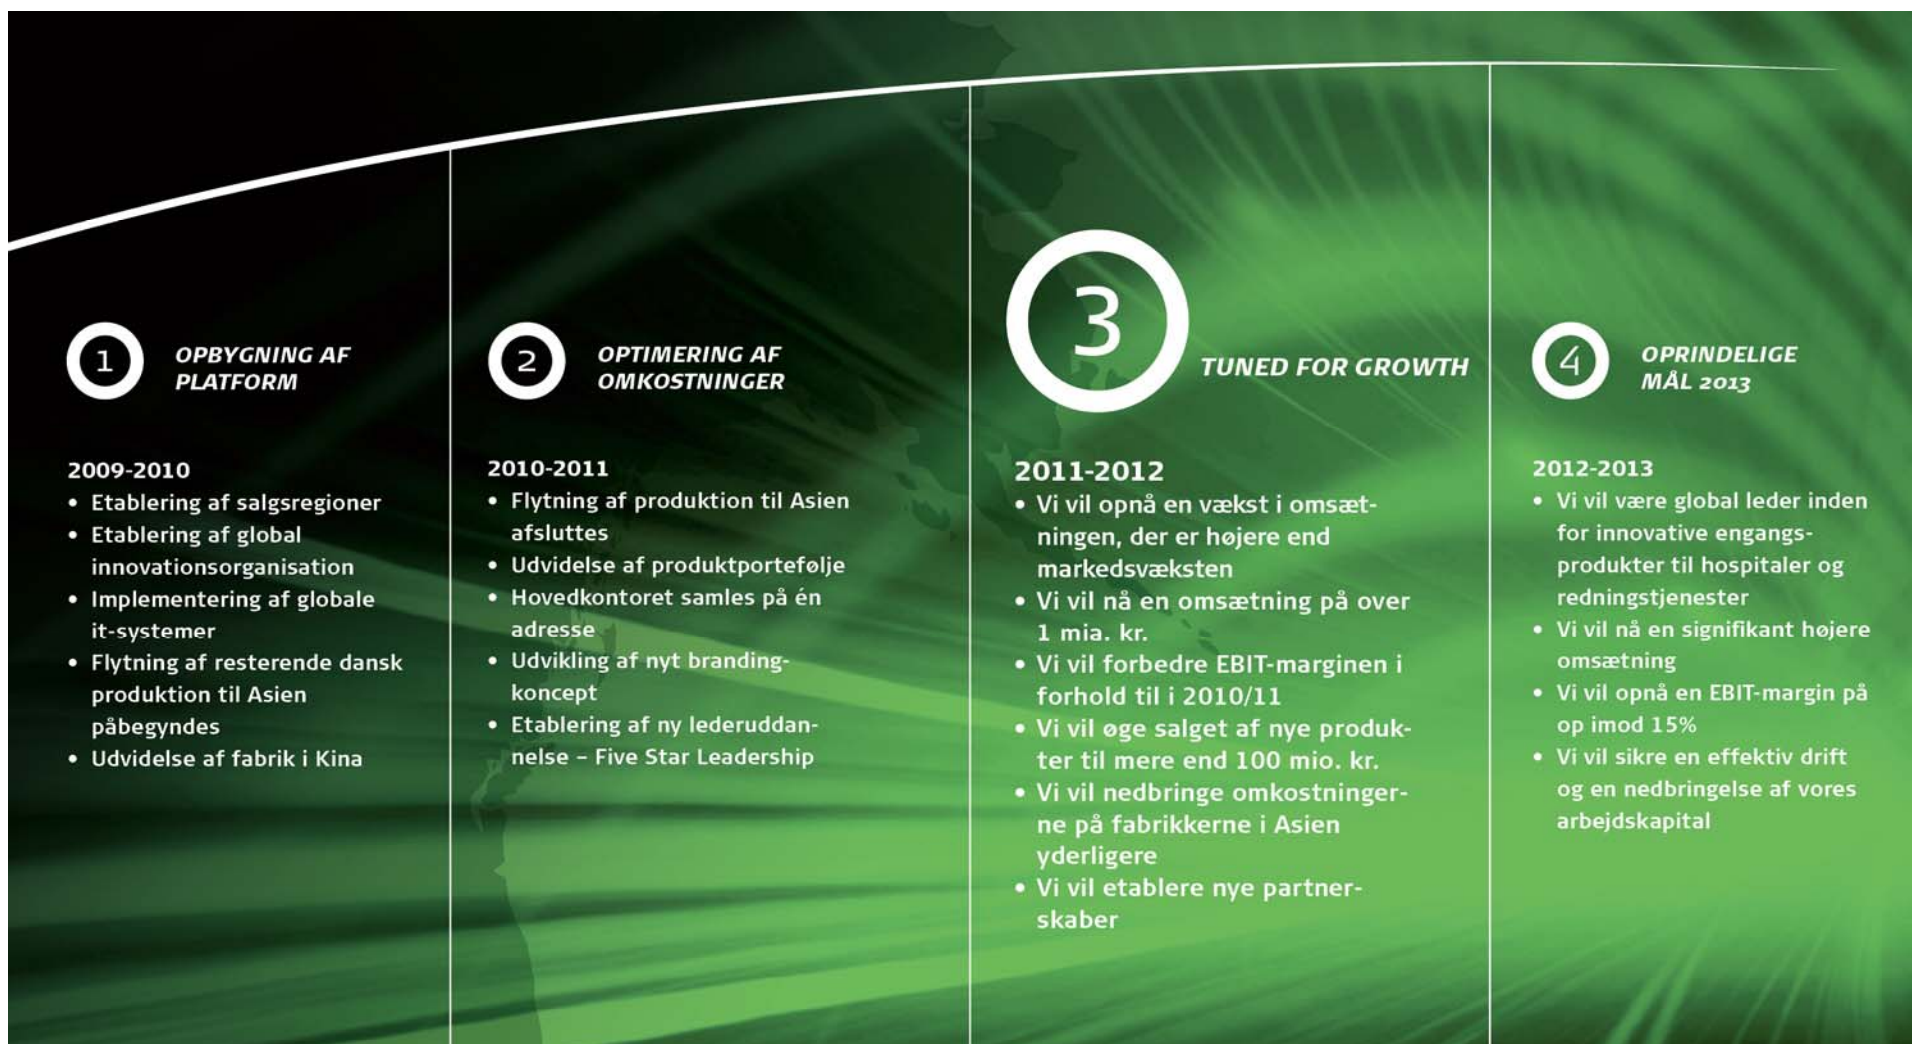 1
OPBYGNING AF
PLATFORM
2009-2010
• Etablering af salgsregioner
• Etablering af global
innovationsorganisation
• Implementering af globale
it-systemer
• Flytning af resterende dansk
produktion til Asien
påbegyndes
• Udvidelse af fabrik i Kina
2
OPTIMERING AF
OMKOSTNINGER
2010-2011
• Flytning af produktion til Asien
afsluttes
• Udvidelse af produktportefølje
• Hovedkontoret samles på én
adresse
• Udvikling af nyt branding-
koncept
• Etablering af ny lederuddan-
nelse – Five Star Leadership
3
TUNED FOR GROWTH
2011-2012
• Vi vil opnå en vækst i omsæt-
ningen, der er højere end
markedsvæksten
• Vi vil nå en omsætning på over
1 mia. kr.
• Vi vil forbedre EBIT-marginen i
forhold til i 2010/11
• Vi vil øge salget af nye produk-
ter til mere end 100 mio. kr.
• Vi vil nedbringe omkostninger-
ne på fabrikkerne i Asien
yderligere
• Vi vil etablere nye partner-
skaber
4
OPRINDELIGE
MÅL 2013
2012-2013
• Vi vil være global leder inden
for innovative engangs-
produkter til hospitaler og
redningstjenester
• Vi vil nå en signifikant højere
omsætning
• Vi vil opnå en EBIT-margin på
op imod 15%
• Vi vil sikre en effektiv drift
og en nedbringelse af vores
arbejdskapital